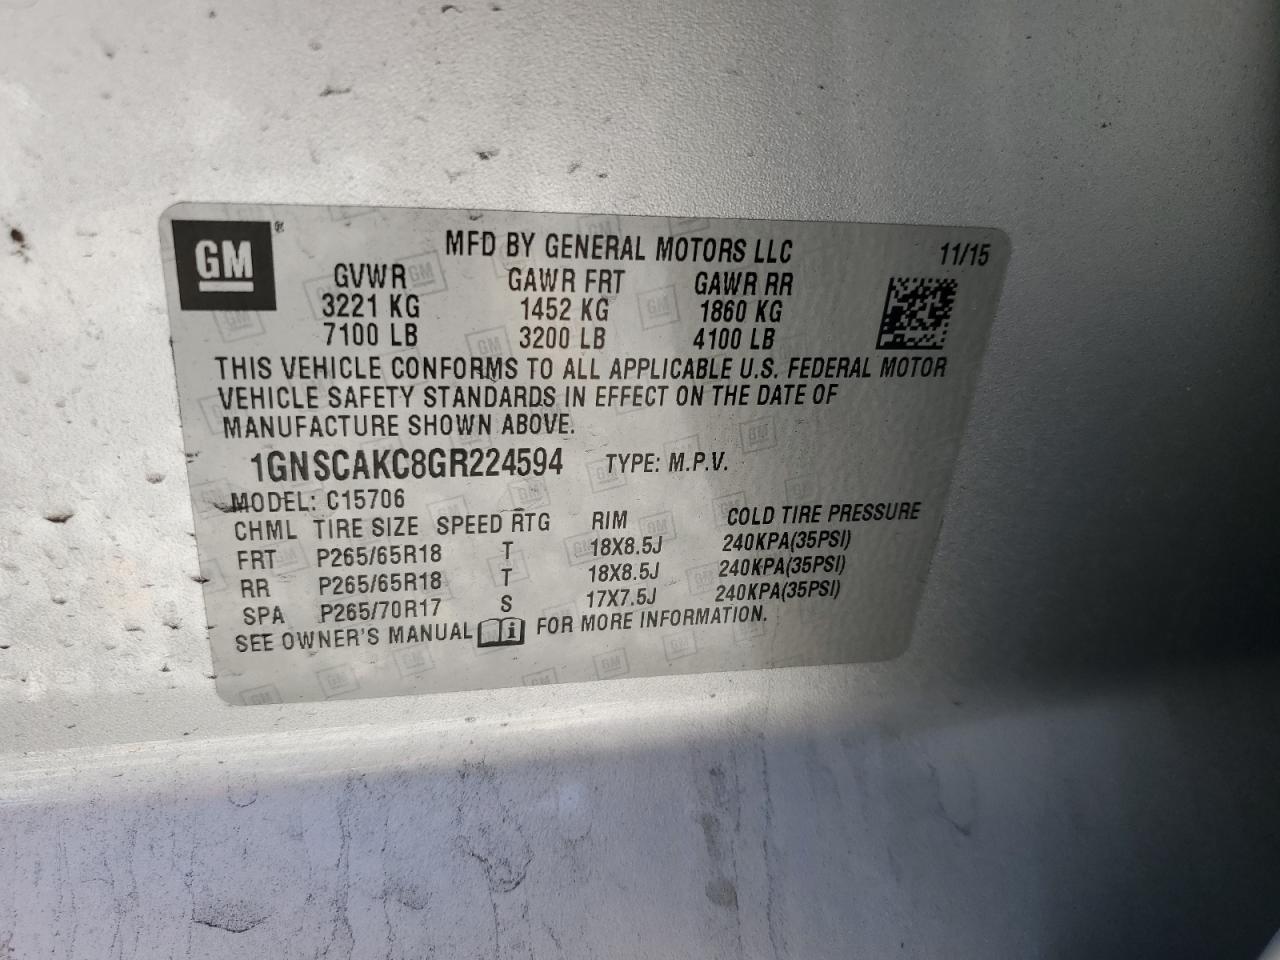 GM ®
MFD BY GENERAL MOTORS LLC 11/15
GVWR GAWR FRT GAWR RR
3221 KG 1452 KG 1860 KG
7100 LB 3200 LB 4100 LB
THIS VEHICLE CONFORMS TO ALL APPLICABLE U.S. FEDERAL MOTOR
VEHICLE SAFETY STANDARDS IN EFFECT ON THE DATE OF
MANUFACTURE SHOWN ABOVE.
1GNSCAKC8GR224594 TYPE: M.P.V.
MODEL: C15706
CHML TIRE SIZE SPEED RTG RIM COLD TIRE PRESSURE
FRT P265/65R18 T 18X8.5J 240KPA(35PSI)
RR P265/65R18 T 18X8.5J 240KPA(35PSI)
SPA P265/70R17 S 17X7.5J 240KPA(35PSI)
SEE OWNER'S MANUAL i FOR MORE INFORMATION.